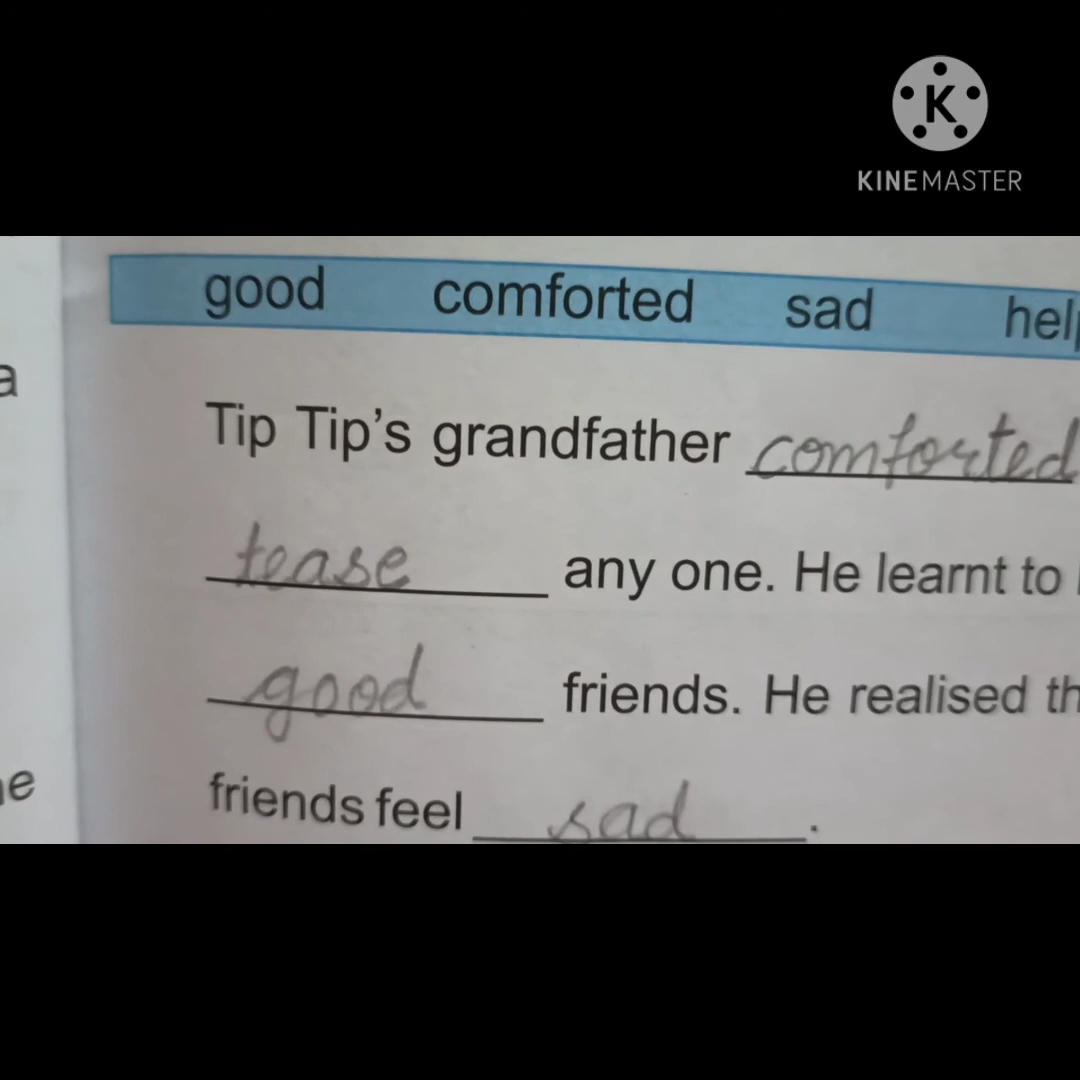 KINEMASTER
good comforted sad
a
Tip Tip's grandfather comforted
tease any one. He learnt to
good friends. He realised
friends feel sad.